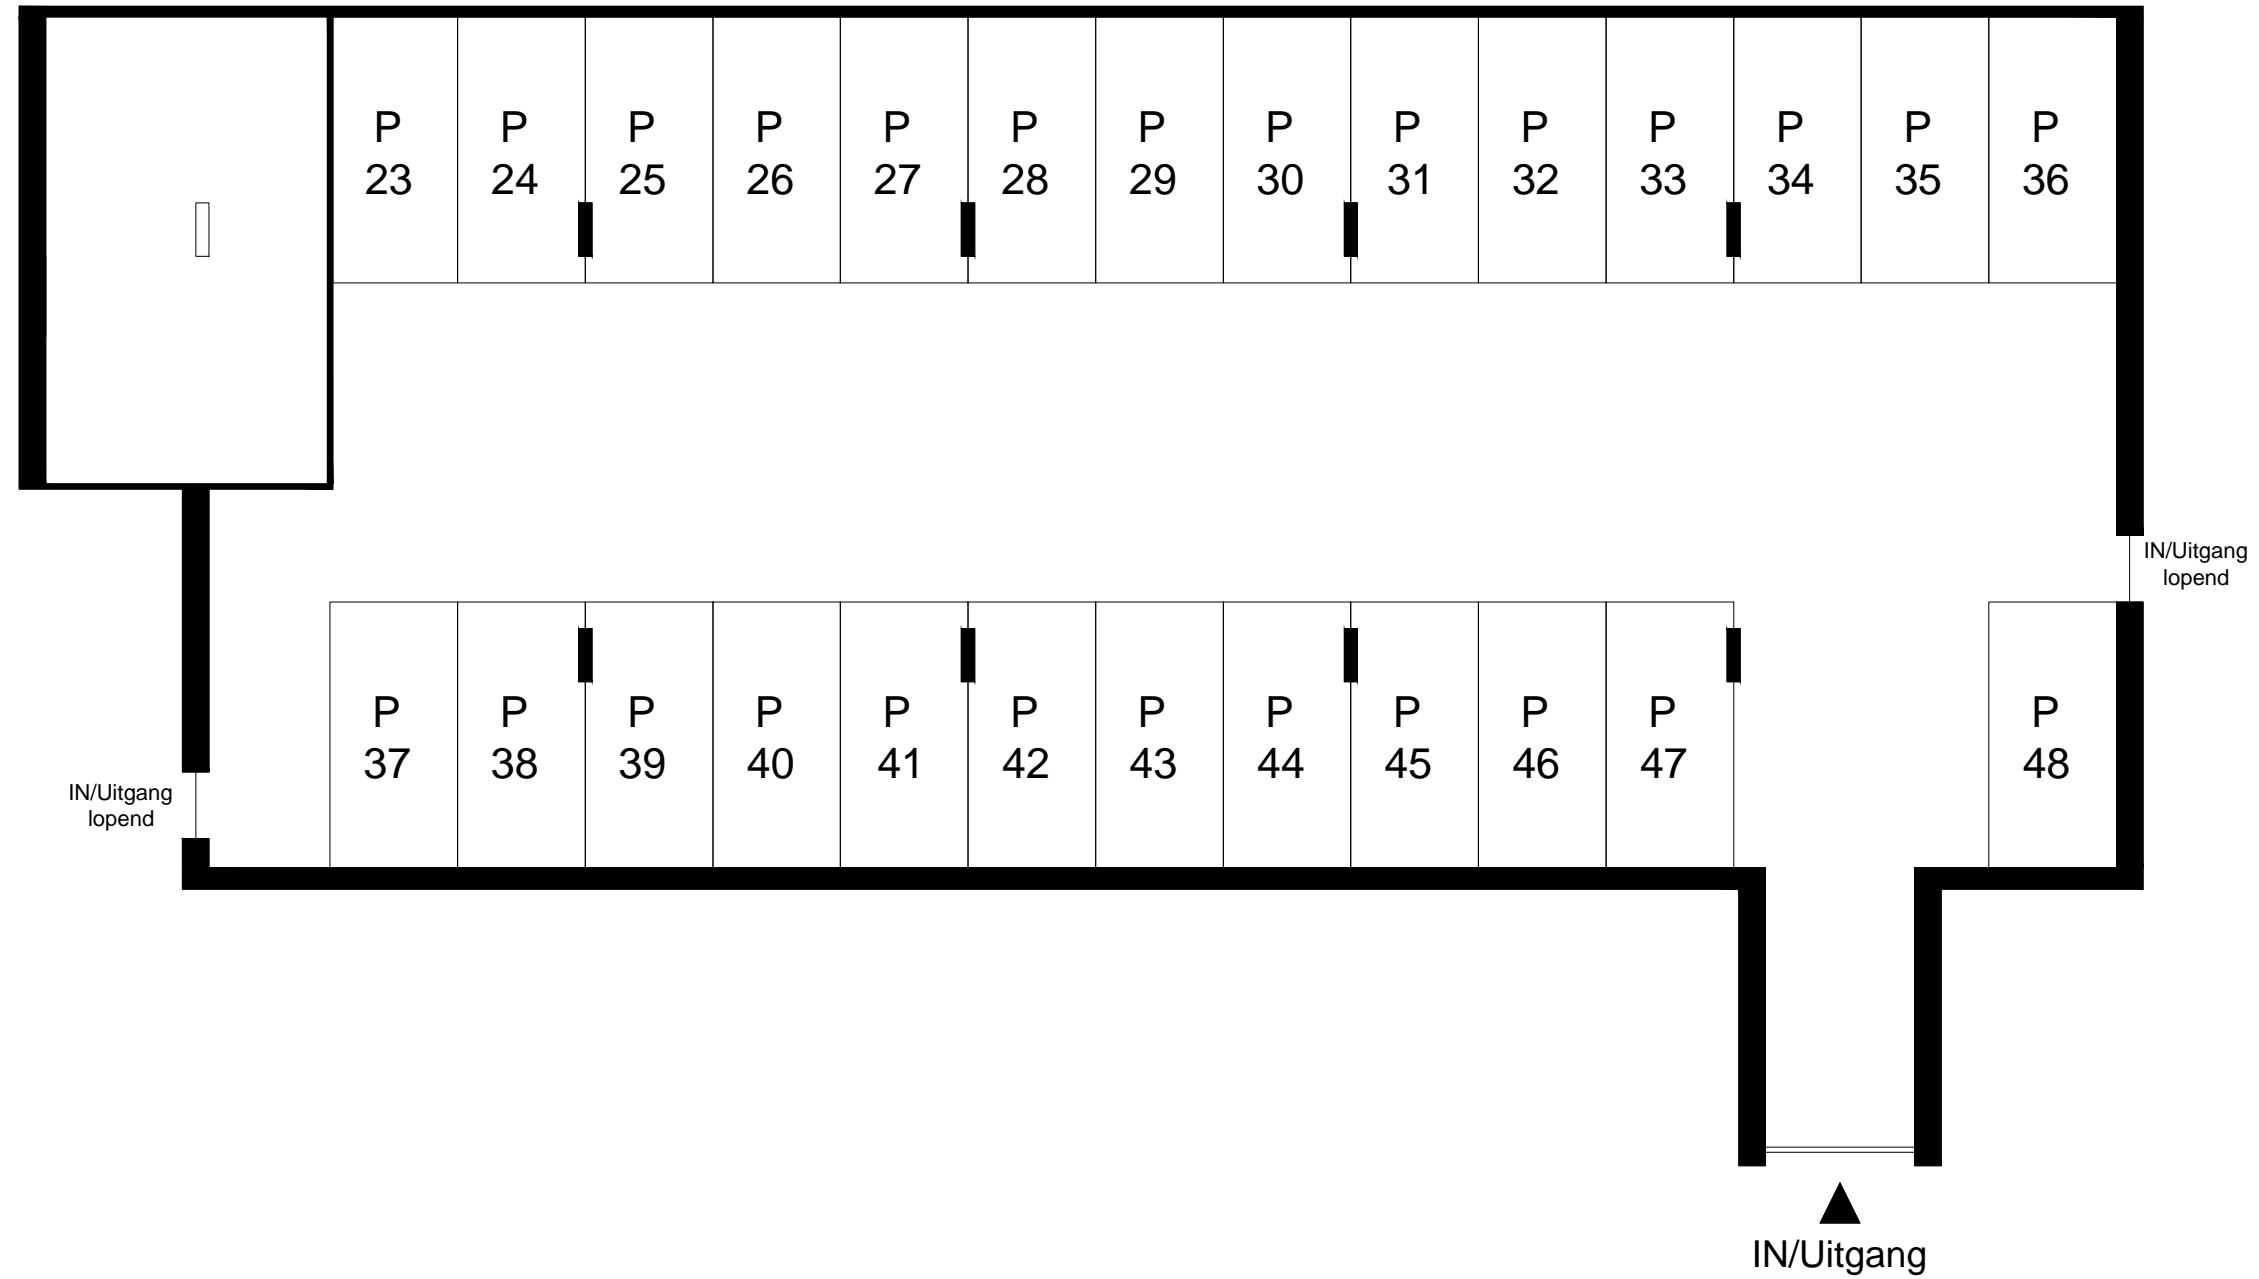 P P P P P P P P P P P P P P
23 24 25 26 27 28 29 30 31 32 33 34 35 36
IN/Uitgang
lopend
P P P P P P P P P P P P
37 38 39 40 41 42 43 44 45 46 47 48
IN/Uitgang
lopend
IN/Uitgang